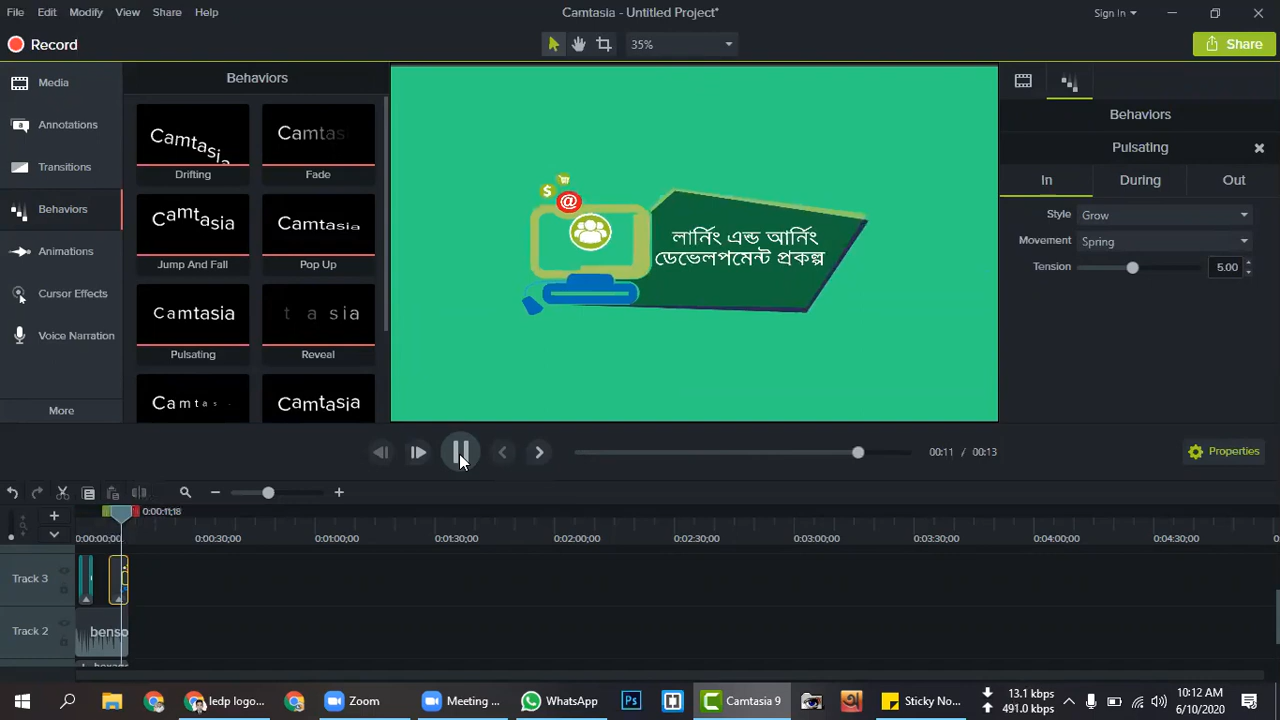 File Edit Modify View Share Help
Camtasia - Untitled Project*
Sign In
Record
35%
Share
Media
Annotations
Transitions
Behaviors
Animations
Cursor Effects
Voice Narration
More
Behaviors
Camtasia
Camtas
Drifting
Fade
Camtasia
Camtasia
Jump And Fall
Pop Up
Camtasia
t a s i a
Pulsating
Reveal
Camtas
Camtasia
$
@
লার্নিং এন্ড আর্নিং
ডেভেলপমেন্ট প্রকল্প
Behaviors
Pulsating
In During Out
Style Grow
Movement Spring
Tension 5.00
00:11 / 00:13
Properties
0:00:11;18
0:00:00;00 0:00:30;00 0:01:00;00 0:01:30;00 0:02:00;00 0:02:30;00 0:03:00;00 0:03:30;00 0:04:00;00 0:04:30;00
Track 3
Track 2
benso
ledp logo...
Zoom
Meeting ...
WhatsApp
Ps
Camtasia 9
অ
Sticky No...
13.1 kbps
491.0 kbps
10:12 AM
6/10/2020